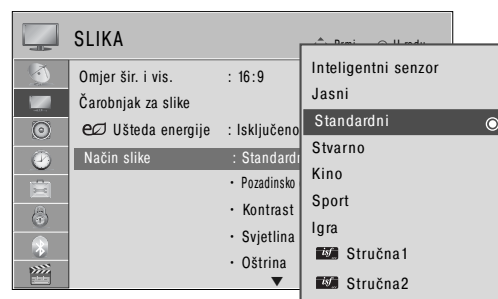 SLIKA
Omjer šir. i vis. : 16:9
Čarobnjak za slike
Ušteda energije : Isključeno
Način slike : Standardn
• Pozadinsko
• Kontrast
• Svjetlina
• Oštrina
Inteligentni senzor
Jasni
Standardni
Stvarno
Kino
Sport
Igra
isf Stručna1
isf Stručna2